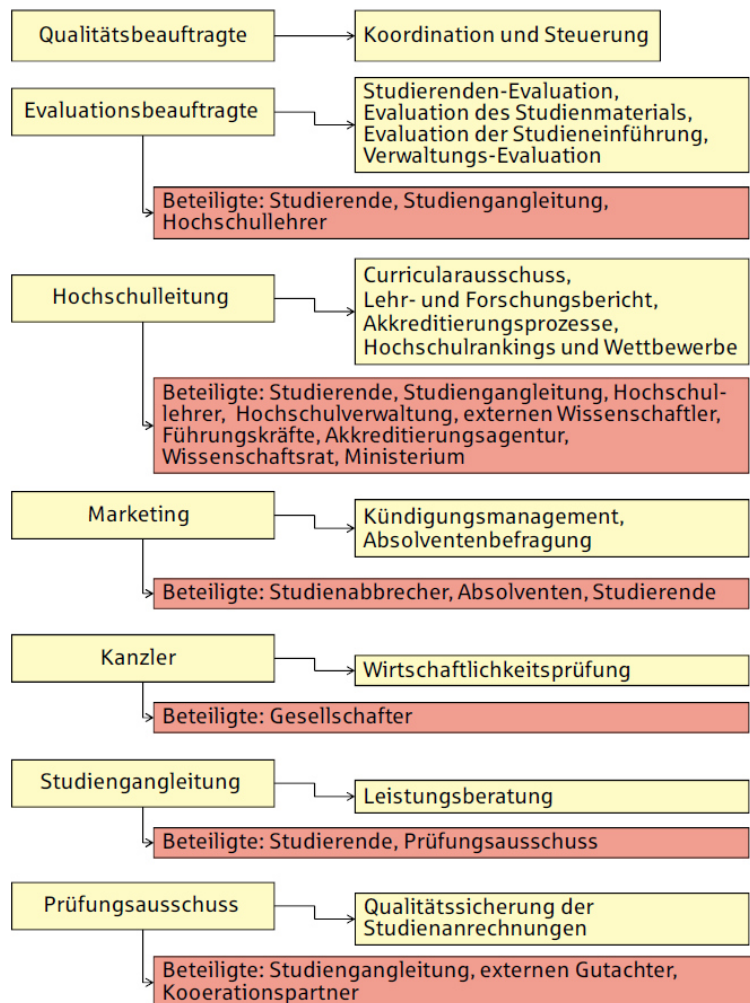 Qualitätsbeauftragte
Koordination und Steuerung
Evaluationsbeauftragte
Studierenden-Evaluation,
Evaluation des Studienmaterials,
Evaluation der Studieneinführung,
Verwaltungs-Evaluation
Beteiligte: Studierende, Studiengangleitung,
Hochschullehrer
Hochschulleitung
Curricularausschuss,
Lehr- und Forschungsbericht,
Akkreditierungsprozesse,
Hochschulrankings und Wettbewerbe
Beteiligte: Studierende, Studiengangleitung, Hochschul-
lehrer, Hochschulverwaltung, externen Wissenschaftler,
Führungskräfte, Akkreditierungsagentur,
Wissenschaftsrat, Ministerium
Marketing
Kündigungsmanagement,
Absolventenbefragung
Beteiligte: Studienabbrecher, Absolventen, Studierende
Kanzler
Wirtschaftlichkeitsprüfung
Beteiligte: Gesellschafter
Studiengangleitung
Leistungsberatung
Beteiligte: Studierende, Prüfungsausschuss
Prüfungsausschuss
Qualitätssicherung der
Studienanrechnungen
Beteiligte: Studiengangleitung, externen Gutachter,
Kooerationspartner